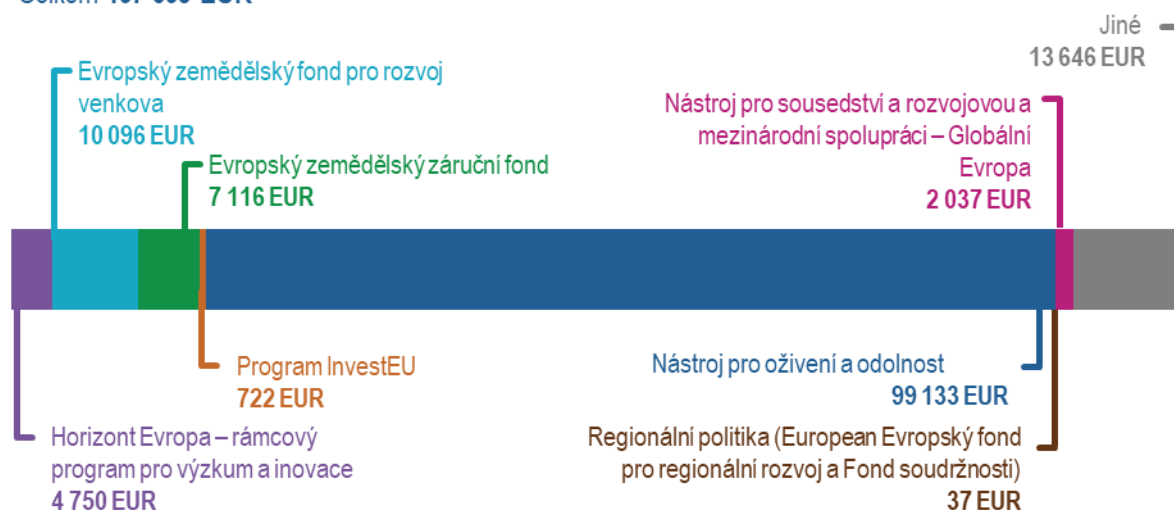 EUR
Jiné
13 646 EUR
Evropský zemědělský fond pro rozvoj
venkova
10 096 EUR
Nástroj pro sousedství a rozvojovou a
mezinárodní spolupráci – Globální
Evropa
2 037 EUR
Evropský zemědělský záruční fond
7 116 EUR
Program InvestEU
722 EUR
Nástroj pro oživení a odolnost
99 133 EUR
Horizont Evropa – rámcový
program pro výzkum a inovace
4 750 EUR
Regionální politika (European Evropský fond
pro regionální rozvoj a Fond soudržnosti)
37 EUR